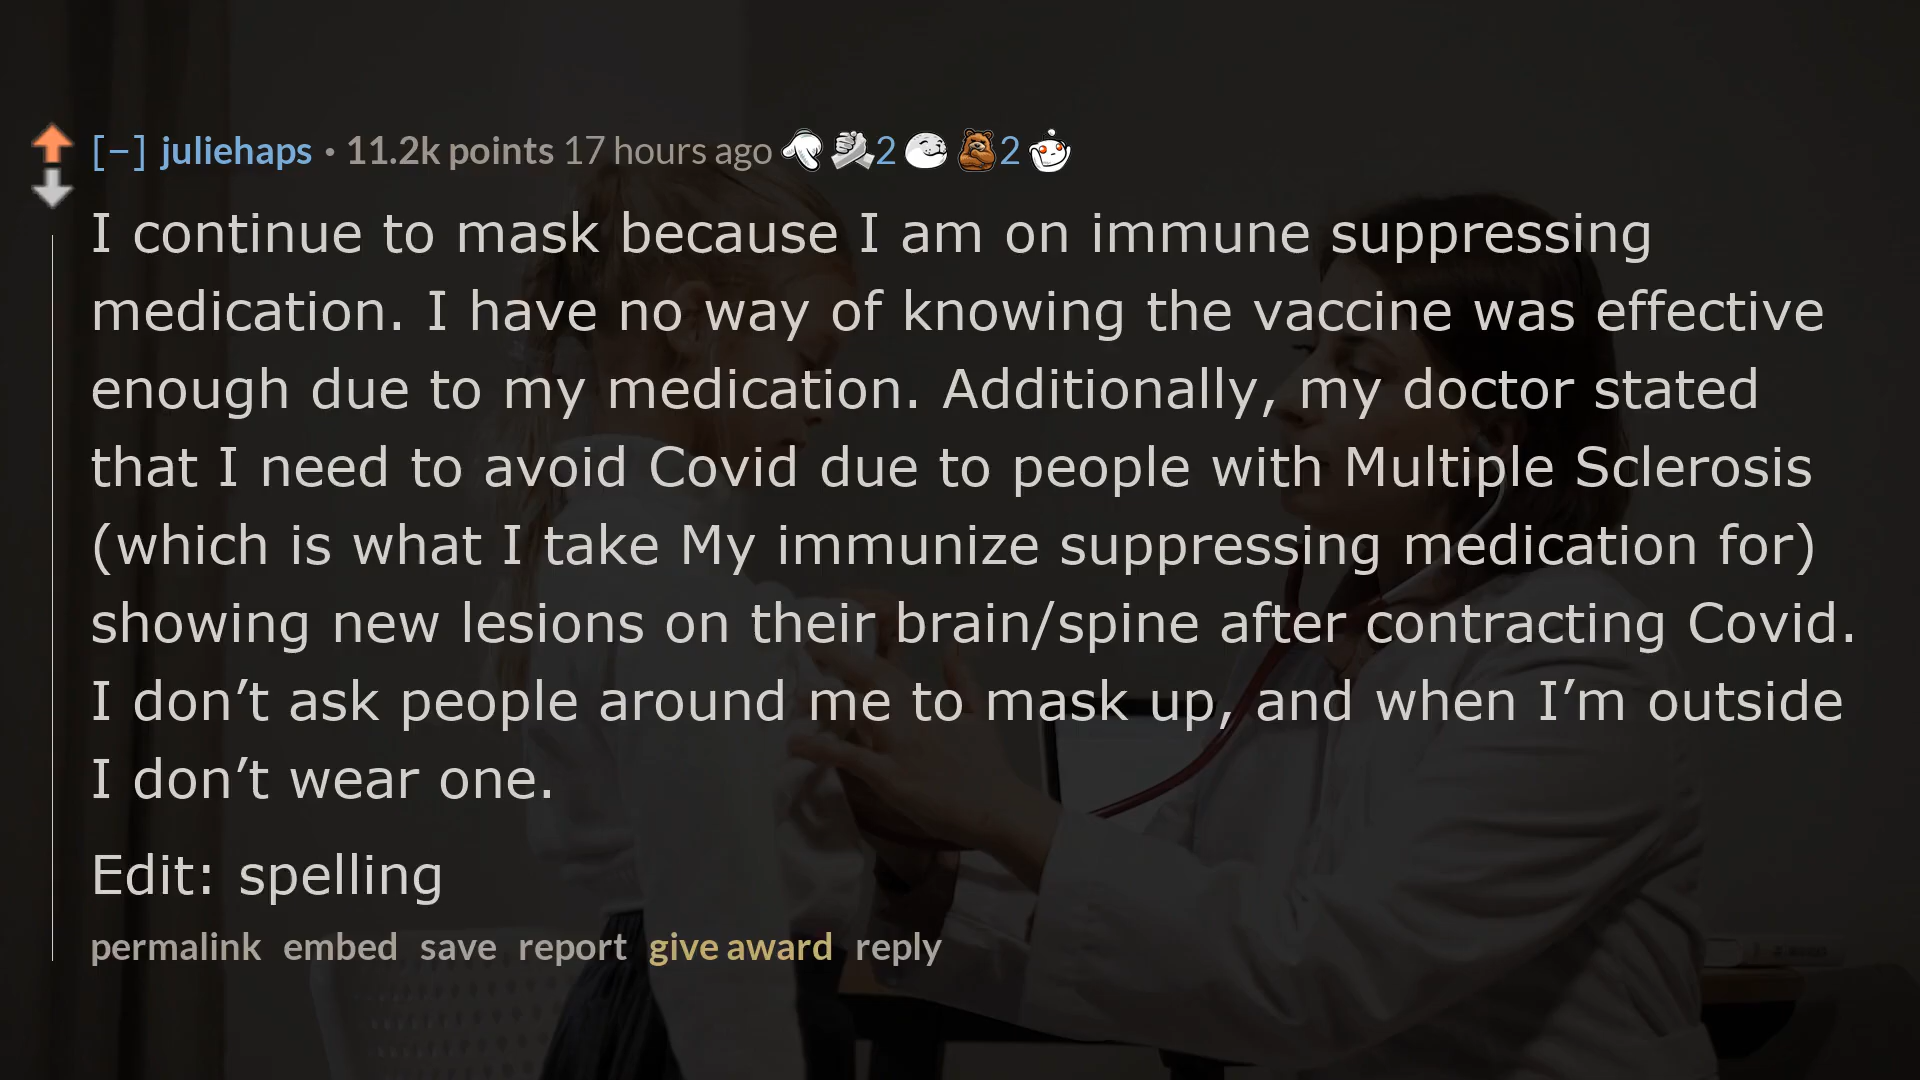 [−] juliehaps · 11.2k points 17 hours ago 2 2
I continue to mask because I am on immune suppressing
medication. I have no way of knowing the vaccine was effective
enough due to my medication. Additionally, my doctor stated
that I need to avoid Covid due to people with Multiple Sclerosis
(which is what I take My immunize suppressing medication for)
showing new lesions on their brain/spine after contracting Covid.
I don’t ask people around me to mask up, and when I’m outside
I don’t wear one.
Edit: spelling
permalink embed save report give award reply